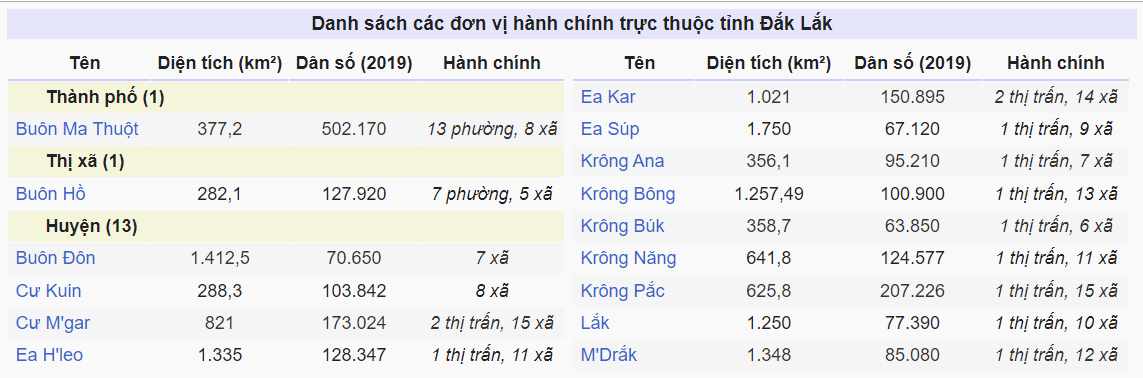 Danh sách các đơn vị hành chính trực thuộc tỉnh Đắk Lắk
Tên Diện tích (km²) Dân số (2019) Hành chính
Thành phố (1)
Buôn Ma Thuột 377,2 502.170 13 phường, 8 xã
Thị xã (1)
Buôn Hồ 282,1 127.920 7 phường, 5 xã
Huyện (13)
Buôn Đôn 1.412,5 70.650 7 xã
Cư Kuin 288,3 103.842 8 xã
Cư M'gar 821 173.024 2 thị trấn, 15 xã
Ea H'leo 1.335 128.347 1 thị trấn, 11 xã
Tên Diện tích (km²) Dân số (2019) Hành chính
Ea Kar 1.021 150.895 2 thị trấn, 14 xã
Ea Súp 1.750 67.120 1 thị trấn, 9 xã
Krông Ana 356,1 95.210 1 thị trấn, 7 xã
Krông Bông 1.257,49 100.900 1 thị trấn, 13 xã
Krông Búk 358,7 63.850 1 thị trấn, 6 xã
Krông Năng 641,8 124.577 1 thị trấn, 11 xã
Krông Pắc 625,8 207.226 1 thị trấn, 15 xã
Lắk 1.250 77.390 1 thị trấn, 10 xã
M'Drắk 1.348 85.080 1 thị trấn, 12 xã